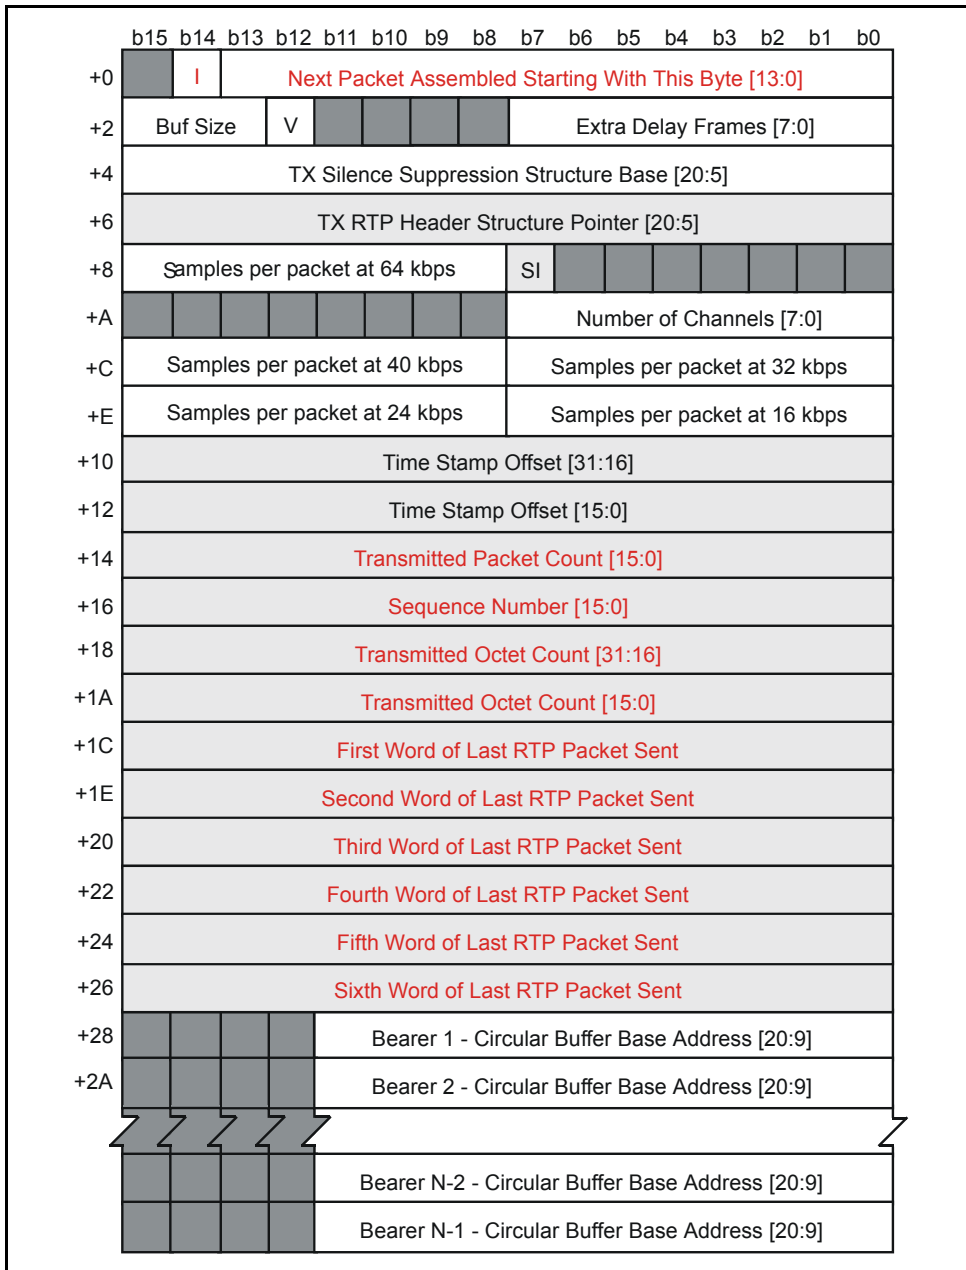 b15 b14 b13 b12 b11 b10 b9 b8 b7 b6 b5 b4 b3 b2 b1 b0
+0 I Next Packet Assembled Starting With This Byte [13:0]
+2 Buf Size V Extra Delay Frames [7:0]
+4 TX Silence Suppression Structure Base [20:5]
+6 TX RTP Header Structure Pointer [20:5]
+8 Samples per packet at 64 kbps SI
+A Number of Channels [7:0]
+C Samples per packet at 40 kbps Samples per packet at 32 kbps
+E Samples per packet at 24 kbps Samples per packet at 16 kbps
+10 Time Stamp Offset [31:16]
+12 Time Stamp Offset [15:0]
+14 Transmitted Packet Count [15:0]
+16 Sequence Number [15:0]
+18 Transmitted Octet Count [31:16]
+1A Transmitted Octet Count [15:0]
+1C First Word of Last RTP Packet Sent
+1E Second Word of Last RTP Packet Sent
+20 Third Word of Last RTP Packet Sent
+22 Fourth Word of Last RTP Packet Sent
+24 Fifth Word of Last RTP Packet Sent
+26 Sixth Word of Last RTP Packet Sent
+28 Bearer 1 - Circular Buffer Base Address [20:9]
+2A Bearer 2 - Circular Buffer Base Address [20:9]
Bearer N-2 - Circular Buffer Base Address [20:9]
Bearer N-1 - Circular Buffer Base Address [20:9]